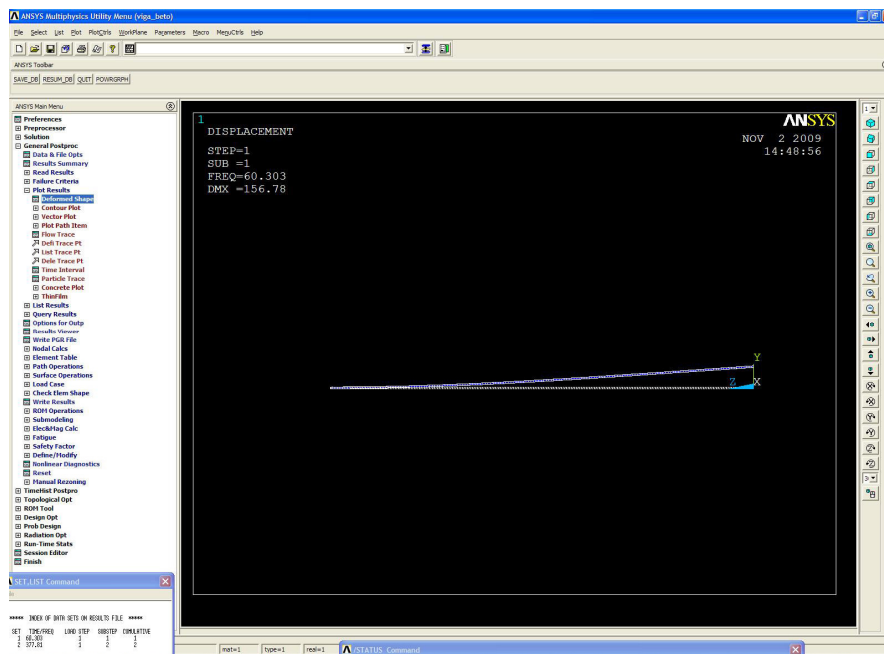 ANSYS Multiphysics Utility Menu (viga_beto)
File Select List Plot PlotCtrls WorkPlane Parameters Macro MenuCtrls Help
ANSYS Toolbar
SAVE_DB RESUM_DB QUIT POWRGRPH
ANSYS Main Menu
Preferences
Preprocessor
Solution
General Postproc
Data & File Opts
Results Summary
Read Results
Failure Criteria
Plot Results
Deformed Shape
Contour Plot
Vector Plot
Plot Path Item
Flow Trace
Defi Trace Pt
List Trace Pt
Dele Trace Pt
Time Interval
Particle Trace
Concrete Plot
ThinFilm
List Results
Query Results
Options for Outp
Results Viewer
Write PGR File
Nodal Calcs
Element Table
Path Operations
Surface Operations
Load Case
Check Elem Shape
Write Results
ROM Operations
Submodeling
Elec&Mag Calc
Fatigue
Safety Factor
Define/Modify
Nonlinear Diagnostics
Reset
Manual Rezoning
TimeHist Postpro
Topological Opt
ROM Tool
Design Opt
Prob Design
Radiation Opt
Run-Time Stats
Session Editor
Finish
1
DISPLACEMENT
STEP=1
SUB =1
FREQ=60.303
DMX =156.78
ANSYS
NOV 2 2009
14:48:56
Y
Z X
SET,LIST Command
***** INDEX OF DATA SETS ON RESULTS FILE *****
SET TIME/FREQ LOAD STEP SUBSTEP CUMULATIVE
1 60.303 1 1 1
2 377.81 1 2 2
mat=1 type=1 real=1
/STATUS Command